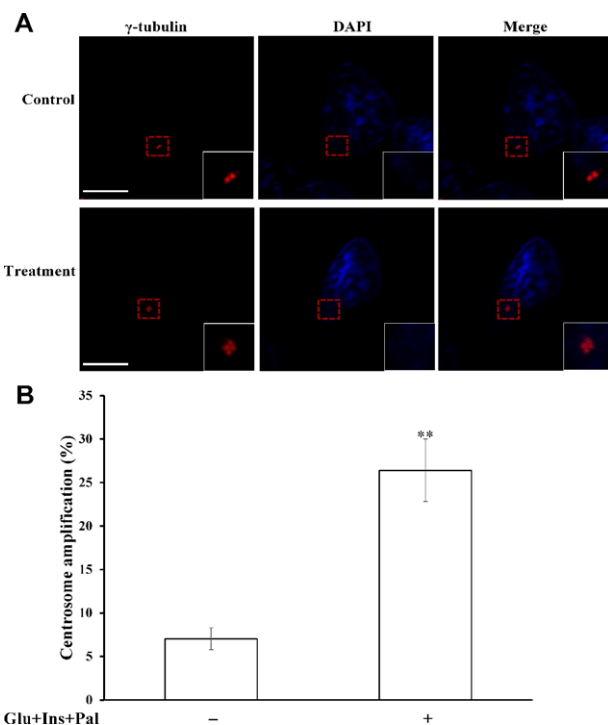 A
γ-tubulin DAPI Merge
Control
Treatment
B
Centrosome amplification (%)
35
30
25
20
15
10
5
0
**
Glu+Ins+Pal − +